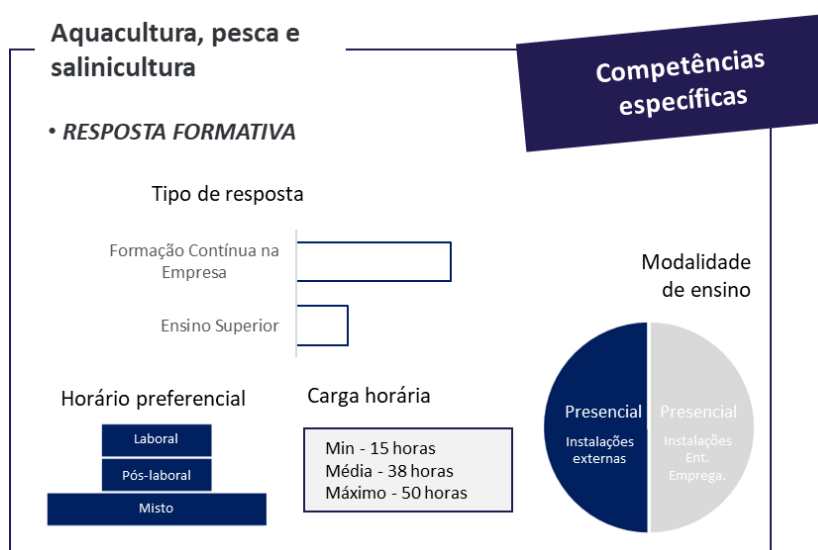 Aquacultura, pesca e
salinicultura
Competências
específicas
• RESPOSTA FORMATIVA
Tipo de resposta
Formação Contínua na
Empresa
Ensino Superior
Modalidade
de ensino
Presencial
Instalações
externas
Presencial
Instalações
Ent.
Emprega.
Horário preferencial
Laboral
Pós-laboral
Misto
Carga horária
Min - 15 horas
Média - 38 horas
Máximo - 50 horas